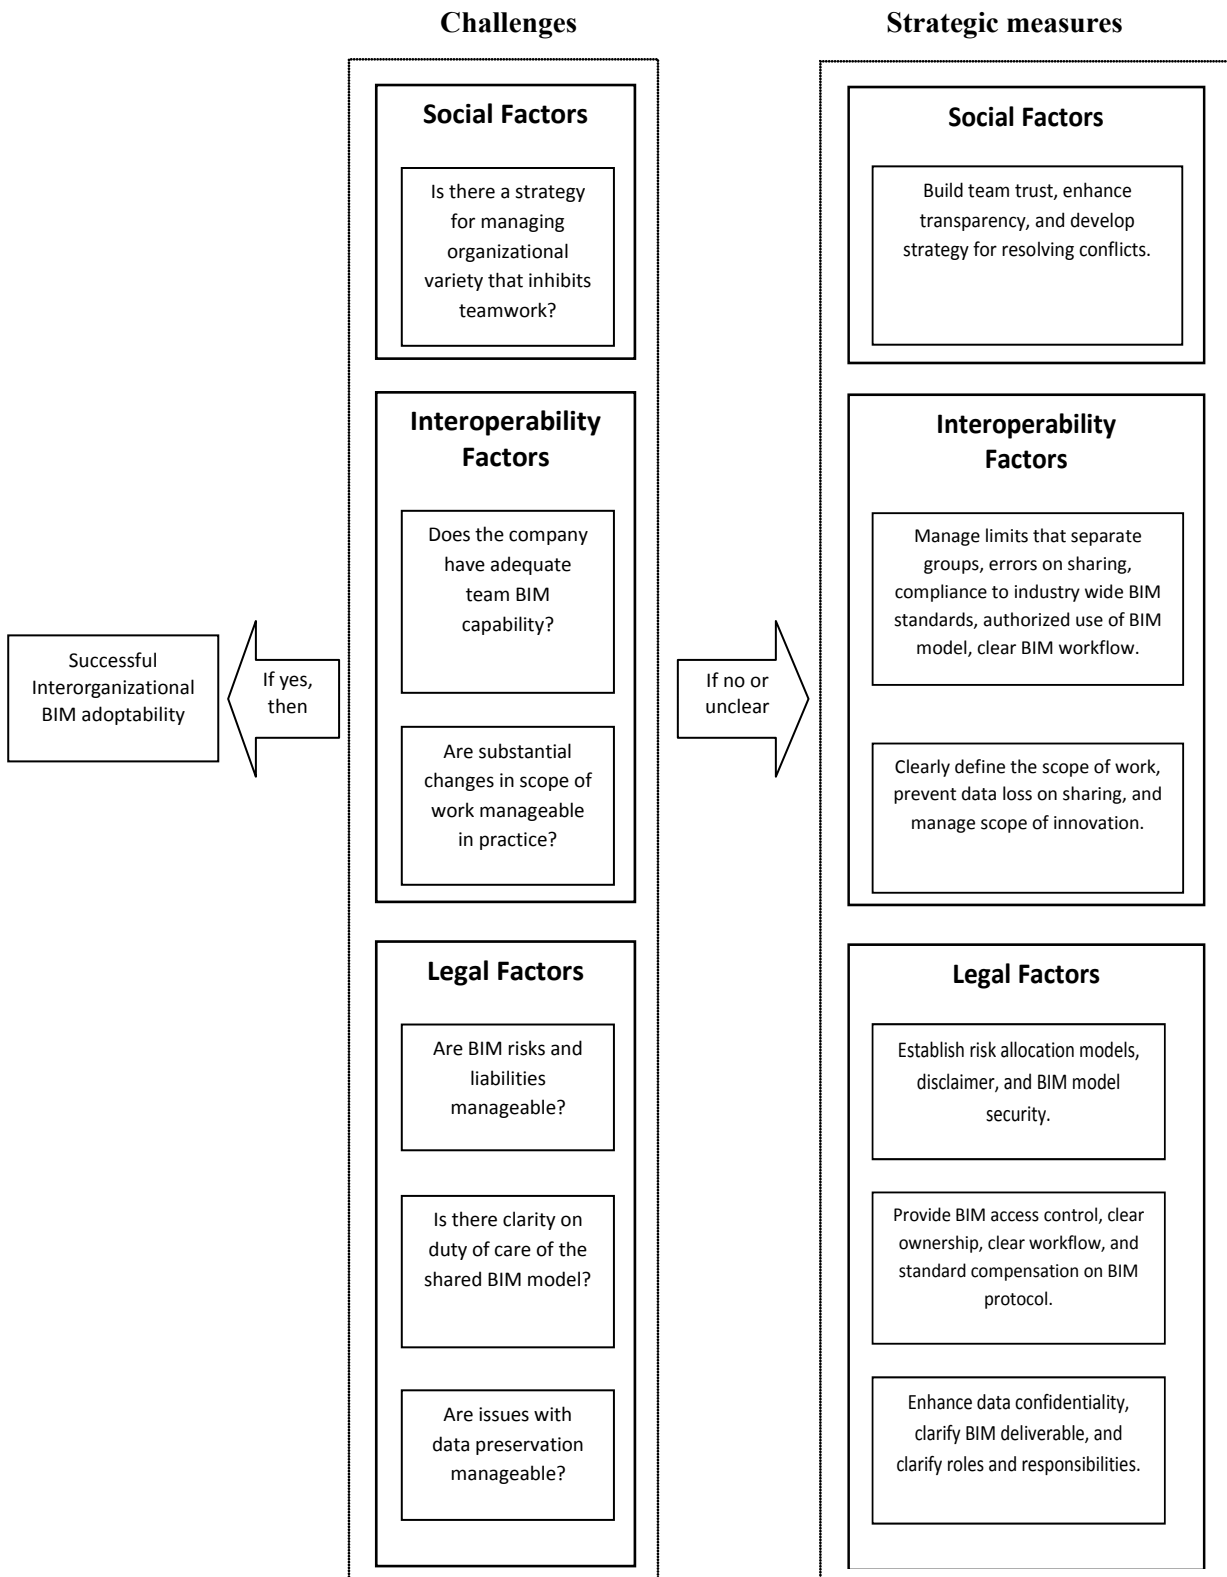 Challenges
Strategic measures
Social Factors
Is there a strategy
for managing
organizational
variety that inhibits
teamwork?
Interoperability
Factors
Does the company
have adequate
team BIM
capability?
Are substantial
changes in scope of
work manageable
in practice?
Legal Factors
Are BIM risks and
liabilities
manageable?
Is there clarity on
duty of care of the
shared BIM model?
Are issues with
data preservation
manageable?
If yes,
then
Successful
Interorganizational
BIM adoptability
If no or
unclear
Social Factors
Build team trust, enhance
transparency, and develop
strategy for resolving conflicts.
Interoperability
Factors
Manage limits that separate
groups, errors on sharing,
compliance to industry wide BIM
standards, authorized use of BIM
model, clear BIM workflow.
Clearly define the scope of work,
prevent data loss on sharing, and
manage scope of innovation.
Legal Factors
Establish risk allocation models,
disclaimer, and BIM model
security.
Provide BIM access control, clear
ownership, clear workflow, and
standard compensation on BIM
protocol.
Enhance data confidentiality,
clarify BIM deliverable, and
clarify roles and responsibilities.